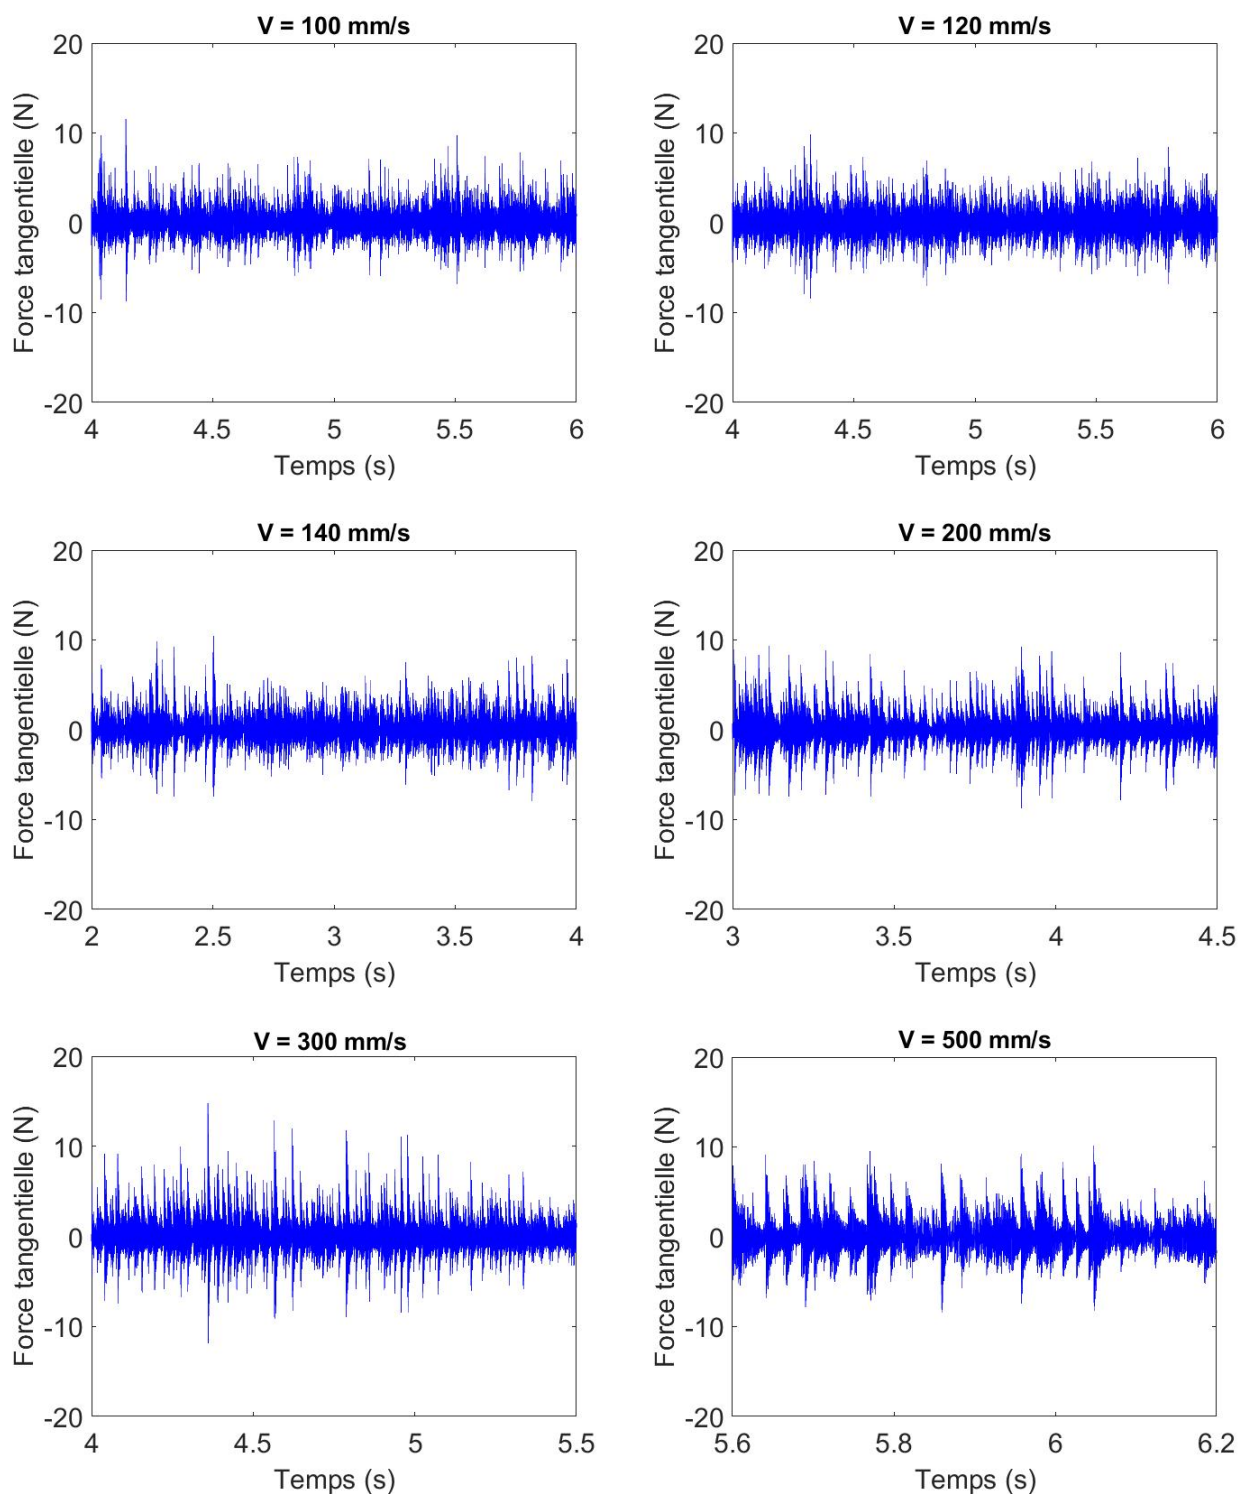 V = 100 mm/s
20
10
0
-10
-20
Force tangentielle (N)
4 4.5 5 5.5 6
Temps (s)
V = 120 mm/s
20
10
0
-10
-20
Force tangentielle (N)
4 4.5 5 5.5 6
Temps (s)
V = 140 mm/s
20
10
0
-10
-20
Force tangentielle (N)
2 2.5 3 3.5 4
Temps (s)
V = 200 mm/s
20
10
0
-10
-20
Force tangentielle (N)
3 3.5 4 4.5
Temps (s)
V = 300 mm/s
20
10
0
-10
-20
Force tangentielle (N)
4 4.5 5 5.5
Temps (s)
V = 500 mm/s
20
10
0
-10
-20
Force tangentielle (N)
5.6 5.8 6 6.2
Temps (s)